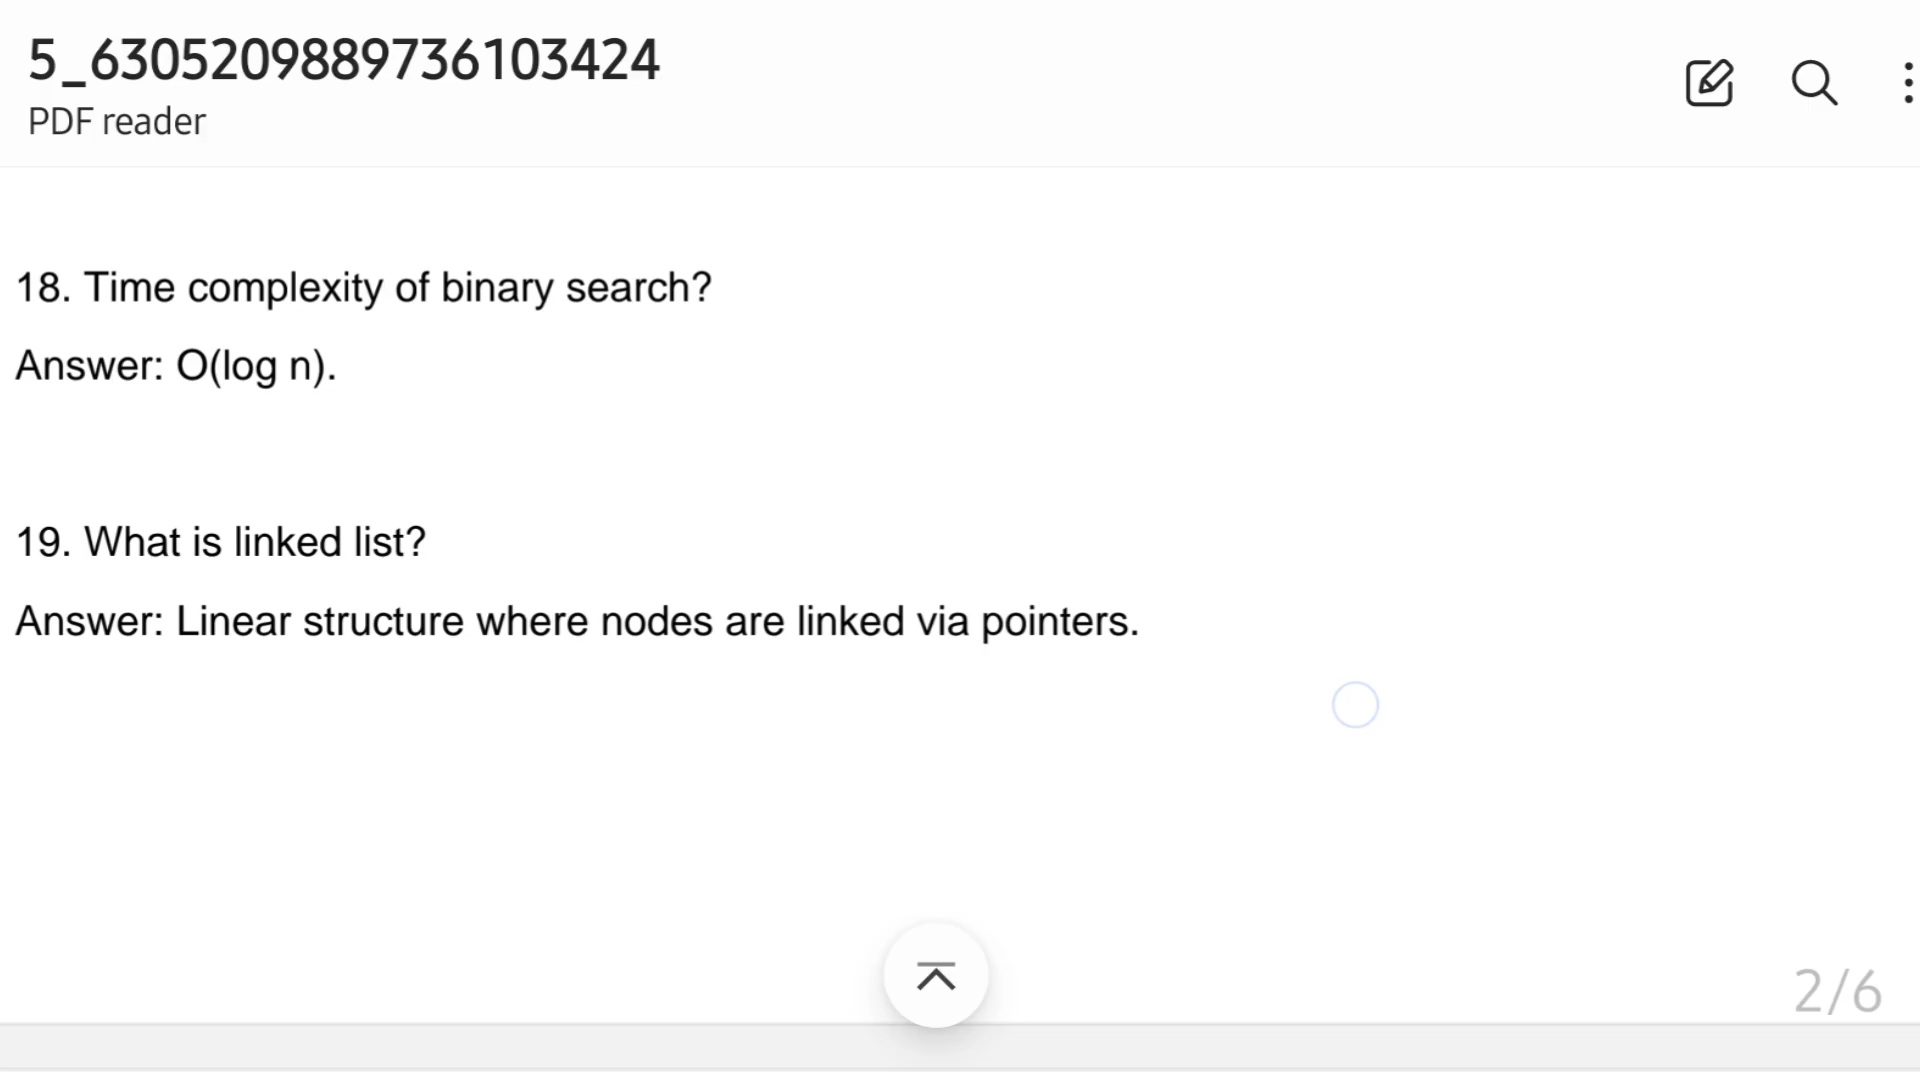 5_6305209889736103424
PDF reader
18. Time complexity of binary search?
Answer: O(log n).
19. What is linked list?
Answer: Linear structure where nodes are linked via pointers.
2/6